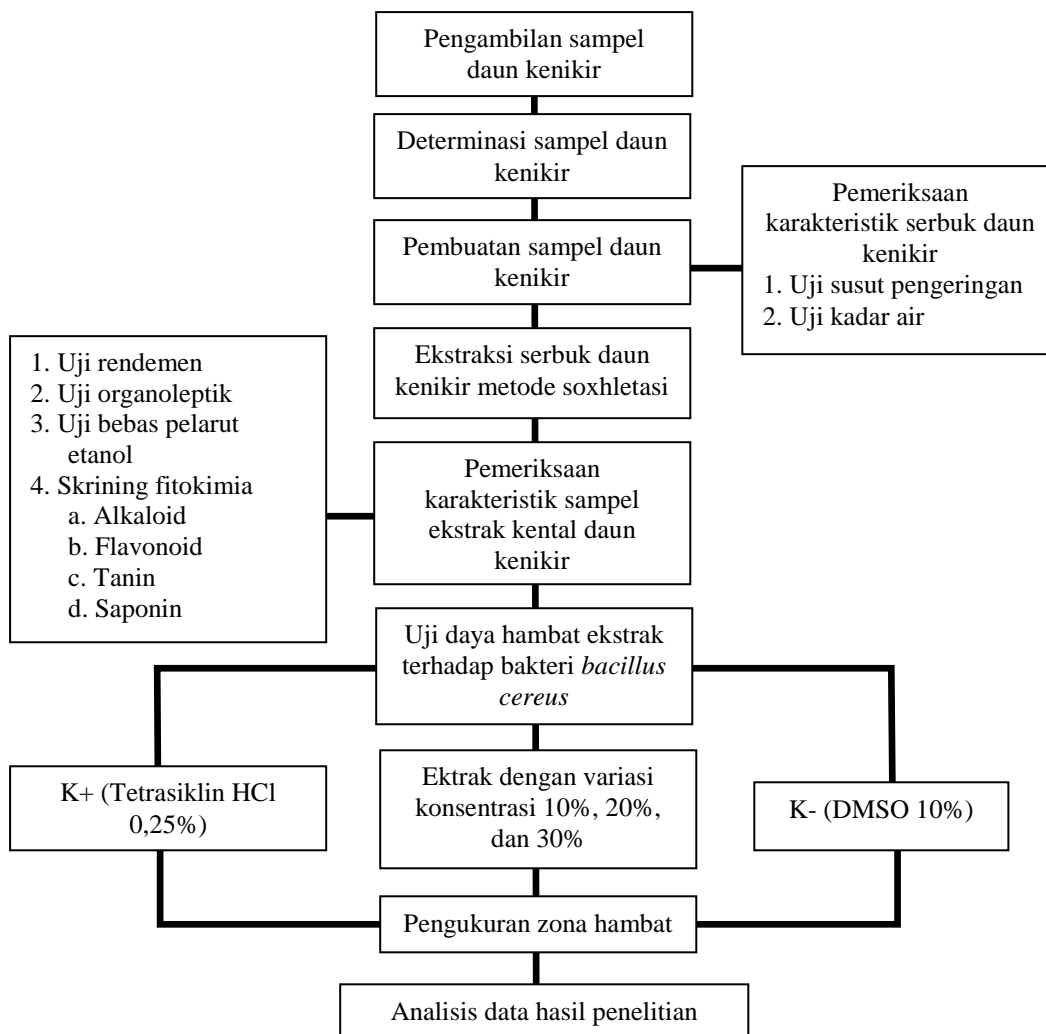 Pengambilan sampel
daun kenikir
Determinasi sampel daun
kenikir
Pembuatan sampel daun
kenikir
Pemeriksaan
karakteristik serbuk daun
kenikir
1. Uji susut pengeringan
2. Uji kadar air
Ekstraksi serbuk daun
kenikir metode soxhletasi
1. Uji rendemen
2. Uji organoleptik
3. Uji bebas pelarut
etanol
4. Skrining fitokimia
a. Alkaloid
b. Flavonoid
c. Tanin
d. Saponin
Pemeriksaan
karakteristik sampel
ekstrak kental daun
kenikir
Uji daya hambat ekstrak
terhadap bakteri bacillus
cereus
K+ (Tetrasiklin HCl
0,25%)
Ektrak dengan variasi
konsentrasi 10%, 20%,
dan 30%
K- (DMSO 10%)
Pengukuran zona hambat
Analisis data hasil penelitian